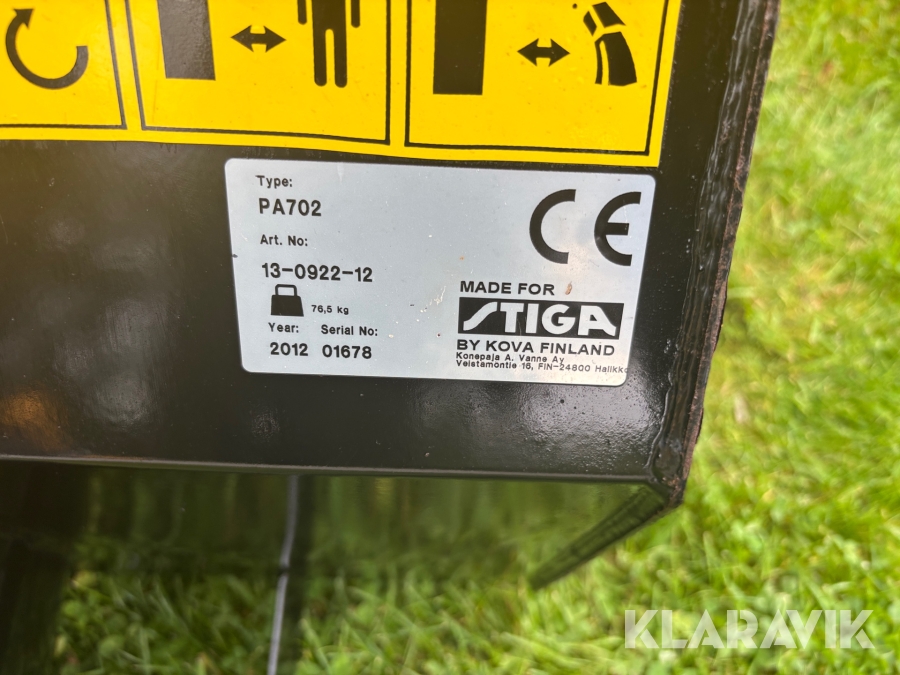 Type:
PA702
Art. No:
13-0922-12
76,5 kg
Year: Serial No:
2012 01678
CE
MADE FOR
STIGA
BY KOVA FINLAND
Konepaja A. Vanne Ay
Veistämontie 16, FIN-24800 Halikko
KLARAVIK